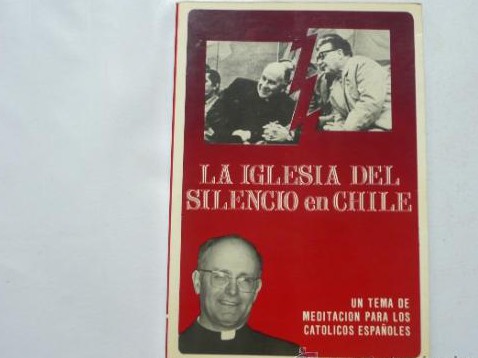 LA IGLESIA DEL
SILENCIO en CHILE
UN TEMA DE
MEDITACION PARA LOS
CATOLICOS ESPAÑOLES